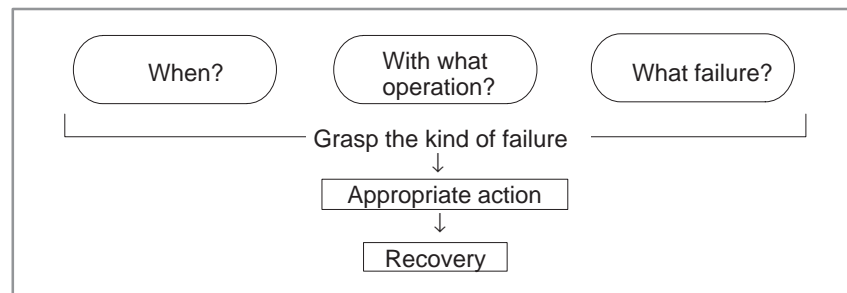 When?
With what
operation?
What failure?
Grasp the kind of failure
Appropriate action
Recovery